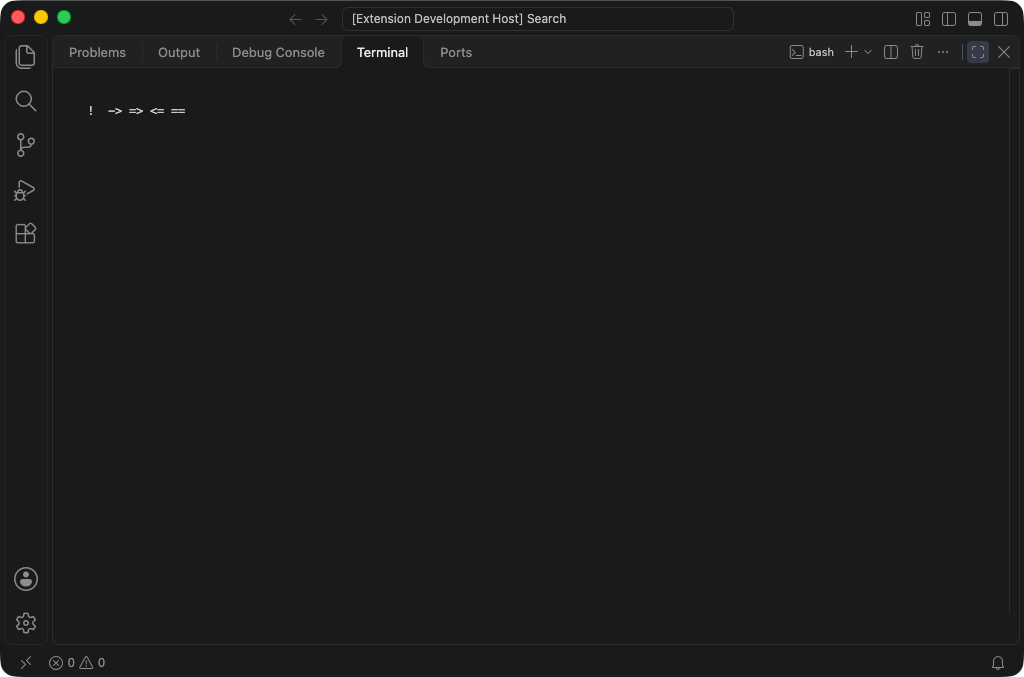 [Extension Development Host] Search
Problems Output Debug Console Terminal Ports bash
! -> => <= ==
0 0